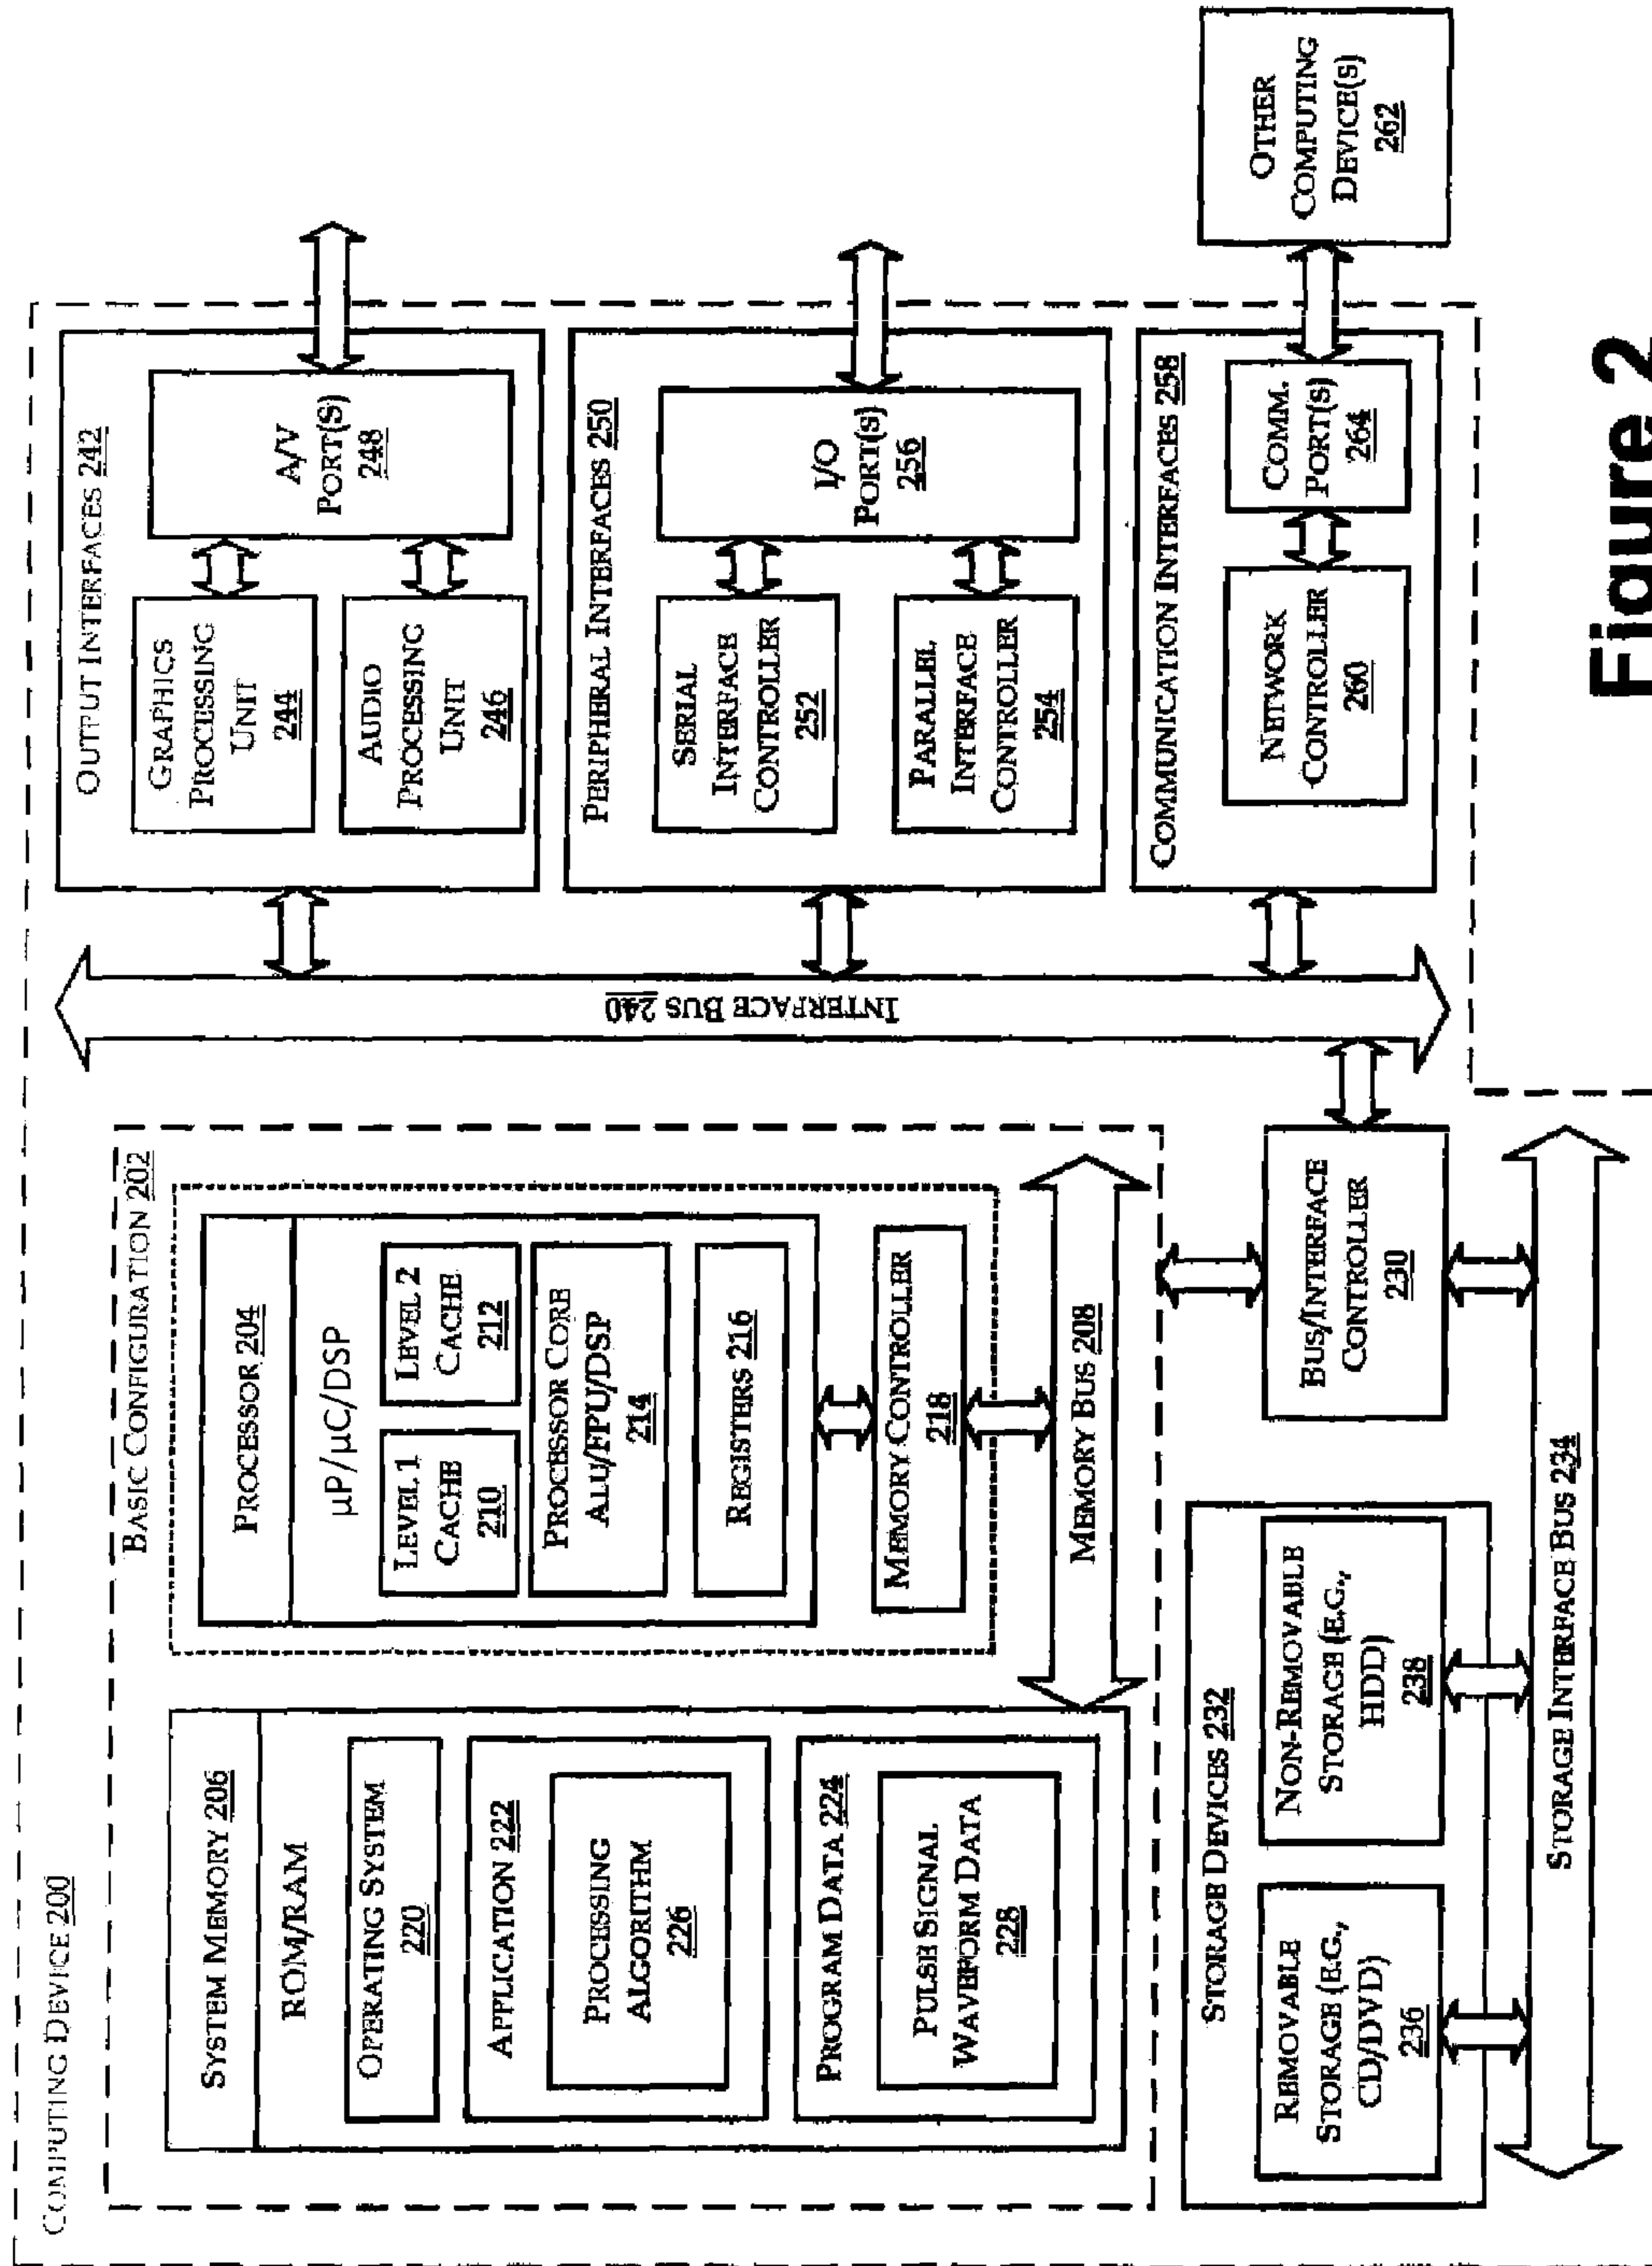 COMPUTING DEVICE 200
BASIC CONFIGURATION 202
SYSTEM MEMORY 206
ROM/RAM
OPERATING SYSTEM
220
APPLICATION 222
PROCESSING
ALGORITHM
226
PROGRAM DATA 224
PULSE SIGNAL
WAVEFORM DATA
228
PROCESSOR 204
µP/µC/DSP
LEVEL 1
CACHE
210
LEVEL 2
CACHE
212
PROCESSOR CORE
ALU/FPU/DSP
214
REGISTERS 216
MEMORY CONTROLLER
218
MEMORY BUS 208
BUS/INTERFACE
CONTROLLER
230
STORAGE DEVICES 232
REMOVABLE
STORAGE (E.G.,
CD/DVD)
236
NON-REMOVABLE
STORAGE (E.G.,
HDD)
238
STORAGE INTERFACE BUS 234
INTERFACE BUS 240
OUTPUT INTERFACES 242
GRAPHICS
PROCESSING
UNIT
244
AUDIO
PROCESSING
UNIT
246
A/V
PORT(S)
248
PERIPHERAL INTERFACES 250
SERIAL
INTERFACE
CONTROLLER
252
PARALLEL
INTERFACE
CONTROLLER
254
I/O
PORT(S)
256
COMMUNICATION INTERFACES 258
NETWORK
CONTROLLER
260
COMM.
PORT(S)
264
OTHER
COMPUTING
DEVICE(S)
262
Figure 2